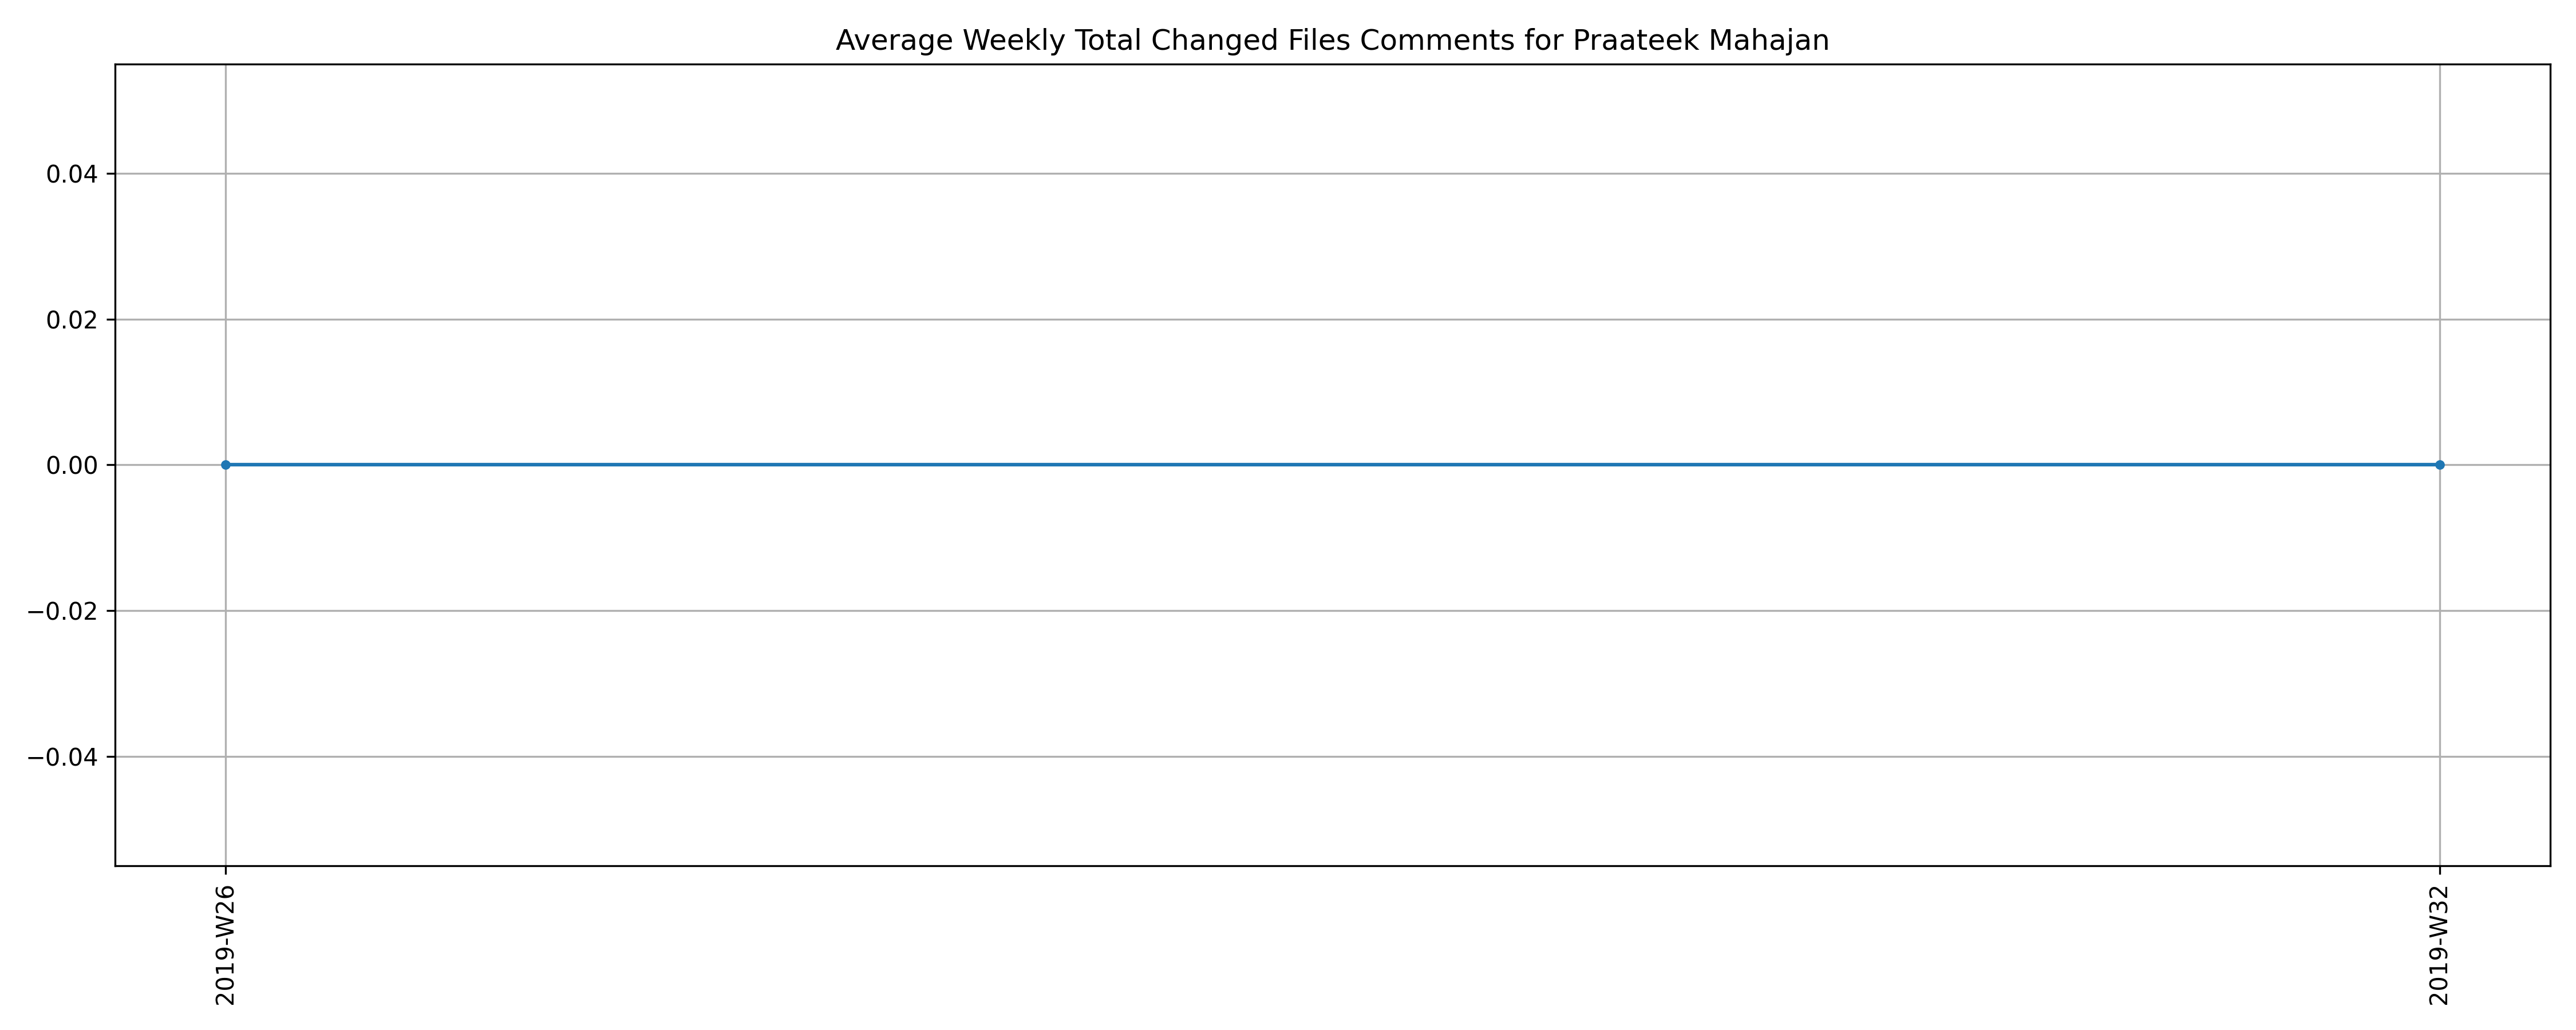 Average Weekly Total Changed Files Comments for Praateek Mahajan
0.04
0.02
0.00
−0.02
−0.04
2019-W26
2019-W32